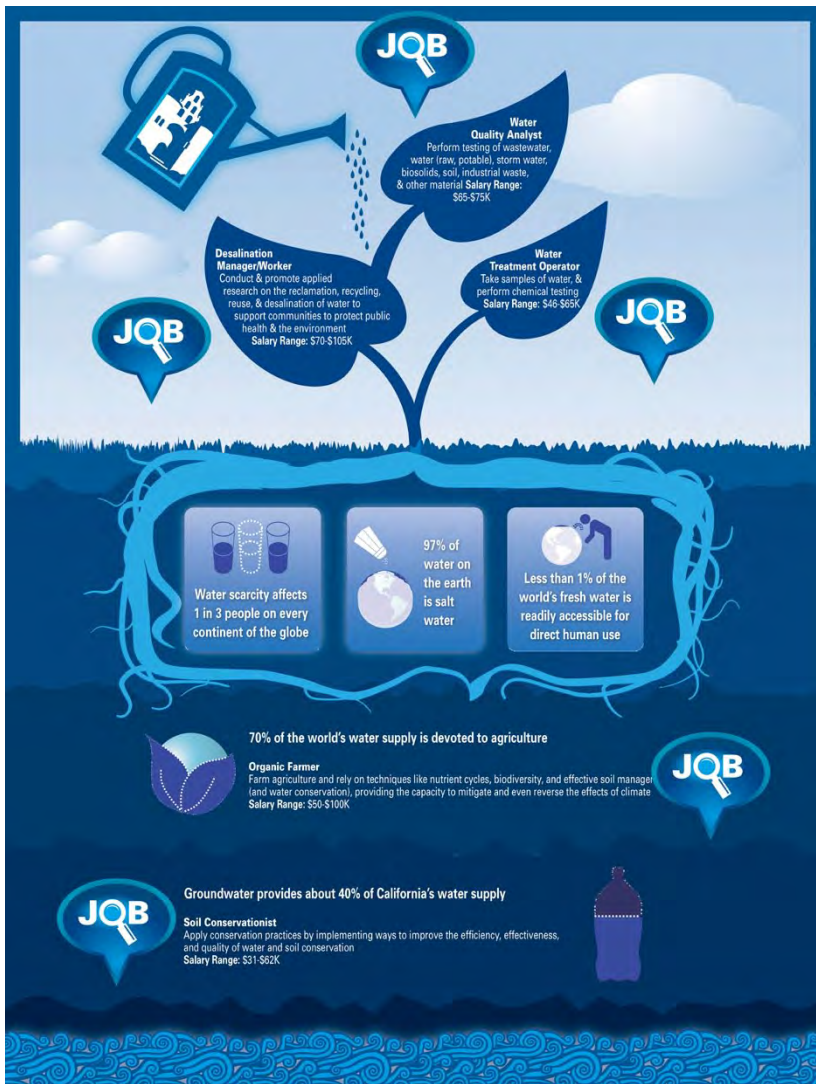 JOB
Water
Quality Analyst
Perform testing of wastewater,
water (raw, potable), storm water,
biosolids, soil, industrial waste,
& other material Salary Range:
$65-$75K
Desalination
Manager/Worker
Conduct & promote applied
research on the reclamation, recycling,
reuse, & desalination of water to
support communities to protect public
health & the environment
Salary Range: $70-$105K
Water
Treatment Operator
Take samples of water, &
perform chemical testing
Salary Range: $46-$65K
JOB
JOB
Water scarcity affects
1 in 3 people on every
continent of the globe
97% of
water on
the earth
is salt
water
Less than 1% of the
world's fresh water is
readily accessible for
direct human use
70% of the world's water supply is devoted to agriculture
Organic Farmer
Farm agriculture and rely on techniques like nutrient cycles, biodiversity, and effective soil manager
(and water conservation), providing the capacity to mitigate and even reverse the effects of climate
Salary Range: $50-$100K
JOB
Groundwater provides about 40% of California's water supply
JOB
Soil Conservationist
Apply conservation practices by implementing ways to improve the efficiency, effectiveness,
and quality of water and soil conservation
Salary Range: $31-$62K